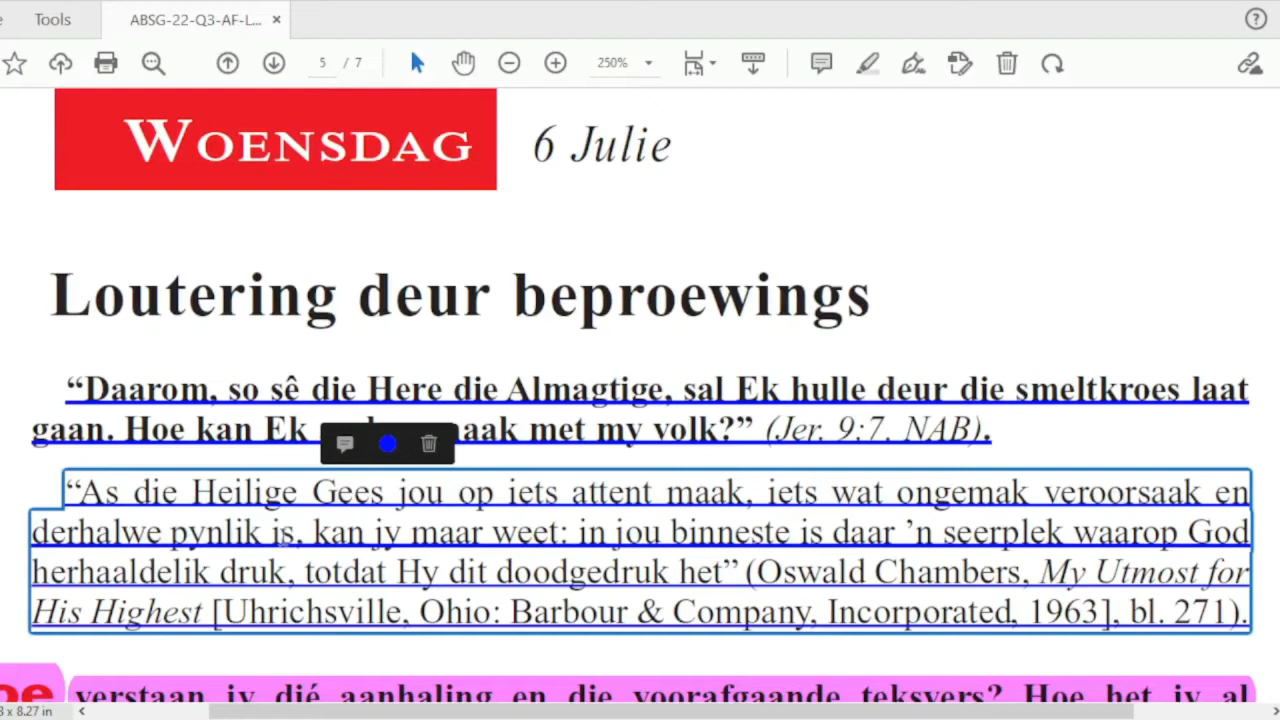 Tools
ABSG-22-Q3-AF-L... ×
5 / 7
250%
WOENSDAG 6 Julie
Loutering deur beproewings
“Daarom, so sê die Here die Almagtige, sal Ek hulle deur die smeltkroes laat
gaan. Hoe kan Ek met my volk?” (Jer. 9:7, NAB).
“As die Heilige Gees jou op iets attent maak, iets wat ongemak veroorsaak en
derhalwe pynlik is, kan jy maar weet: in jou binneste is daar ’n seerplek waarop God
herhaaldelik druk, totdat Hy dit doodgedruk het” (Oswald Chambers, My Utmost for
His Highest [Uhrichsville, Ohio: Barbour & Company, Incorporated, 1963], bl. 271).
verstaan jy dié aanhaling en die voorafgaande teksvers? Hoe het jy al
x 8.27 in